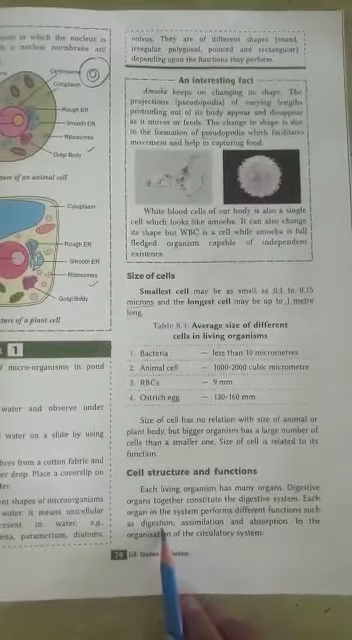 in which the nucleus is
a nuclear membrane are
Centrosome
Cytoplasm
Rough ER
Smooth ER
Ribosomes
Golgi Body
ture of an animal cell
Cytoplasm
Rough ER
Smooth ER
Ribosomes
Golgi Body
ture of a plant cell
1
micro-organisms in pond
water and observe under
water on a slide by using
fibres from a cotton fabric and
er drop. Place a coverslip on
ter.
ent shapes of microorganisms
water. It means unicellular
resent in water, e.g.,
ena, paramecium, diatoms,
volvox. They are of different shapes (round,
irregular, polygonal, pointed and rectangular)
depending upon the functions they perform.
An interesting fact
Amoeba keeps on changing its shape. The
projections (pseudopodia) of varying lengths
protruding out of its body appear and disappear
as it moves or feeds. The change in shape is due
to the formation of pseudopodia which facilitates
movement and help in capturing food.
White blood cells of our body is also a single
cell which looks like amoeba. It can also change
its shape but WBC is a cell while amoeba is full
fledged organism capable of independent
existence.
Size of cells
Smallest cell may be as small as 0.1 to 0.15
microns and the longest cell may be up to 1 metre
long.
Table 8.1: Average size of different
cells in living organisms
1. Bacteria – less than 10 micrometres
2. Animal cell – 1000-2000 cubic micrometre
3. RBCs – 9 mm
4. Ostrich egg – 130-160 mm
Size of cell has no relation with size of animal or
plant body, but bigger organism has a large number of
cells than a smaller one. Size of cell is related to its
function.
Cell structure and functions
Each living organism has many organs. Digestive
organs together constitute the digestive system. Each
organ in the system performs different functions such
as digestion, assimilation and absorption. In the
organisation of the circulatory system:
79